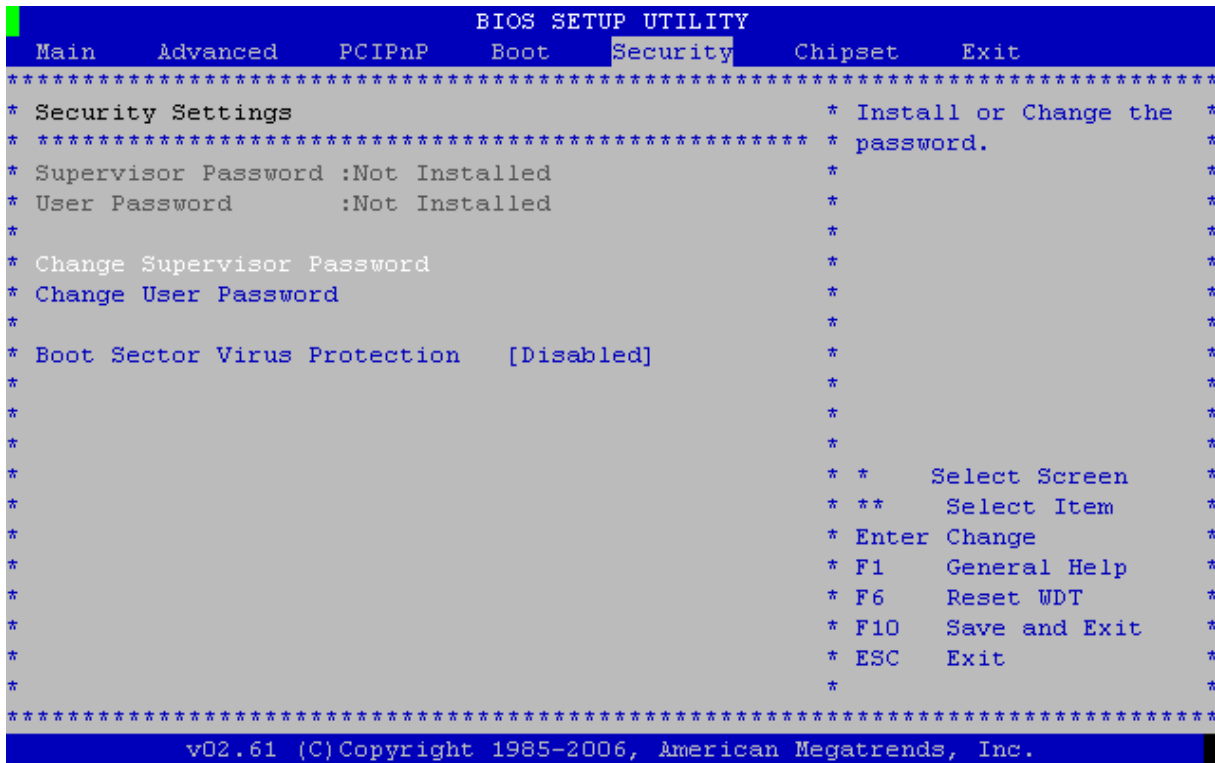 BIOS SETUP UTILITY
Main Advanced PCIPnP Boot Security Chipset Exit
********************************************************************************
* Security Settings * Install or Change the *
* *************************************************** * password. *
* Supervisor Password :Not Installed * *
* User Password :Not Installed * *
* * *
* Change Supervisor Password * *
* Change User Password * *
* * *
* Boot Sector Virus Protection [Disabled] * *
* * *
* * *
* * *
* * * Select Screen *
* * ** Select Item *
* * Enter Change *
* * F1 General Help *
* * F6 Reset WDT *
* * F10 Save and Exit *
* * ESC Exit *
* * *
********************************************************************************
v02.61 (C)Copyright 1985-2006, American Megatrends, Inc.